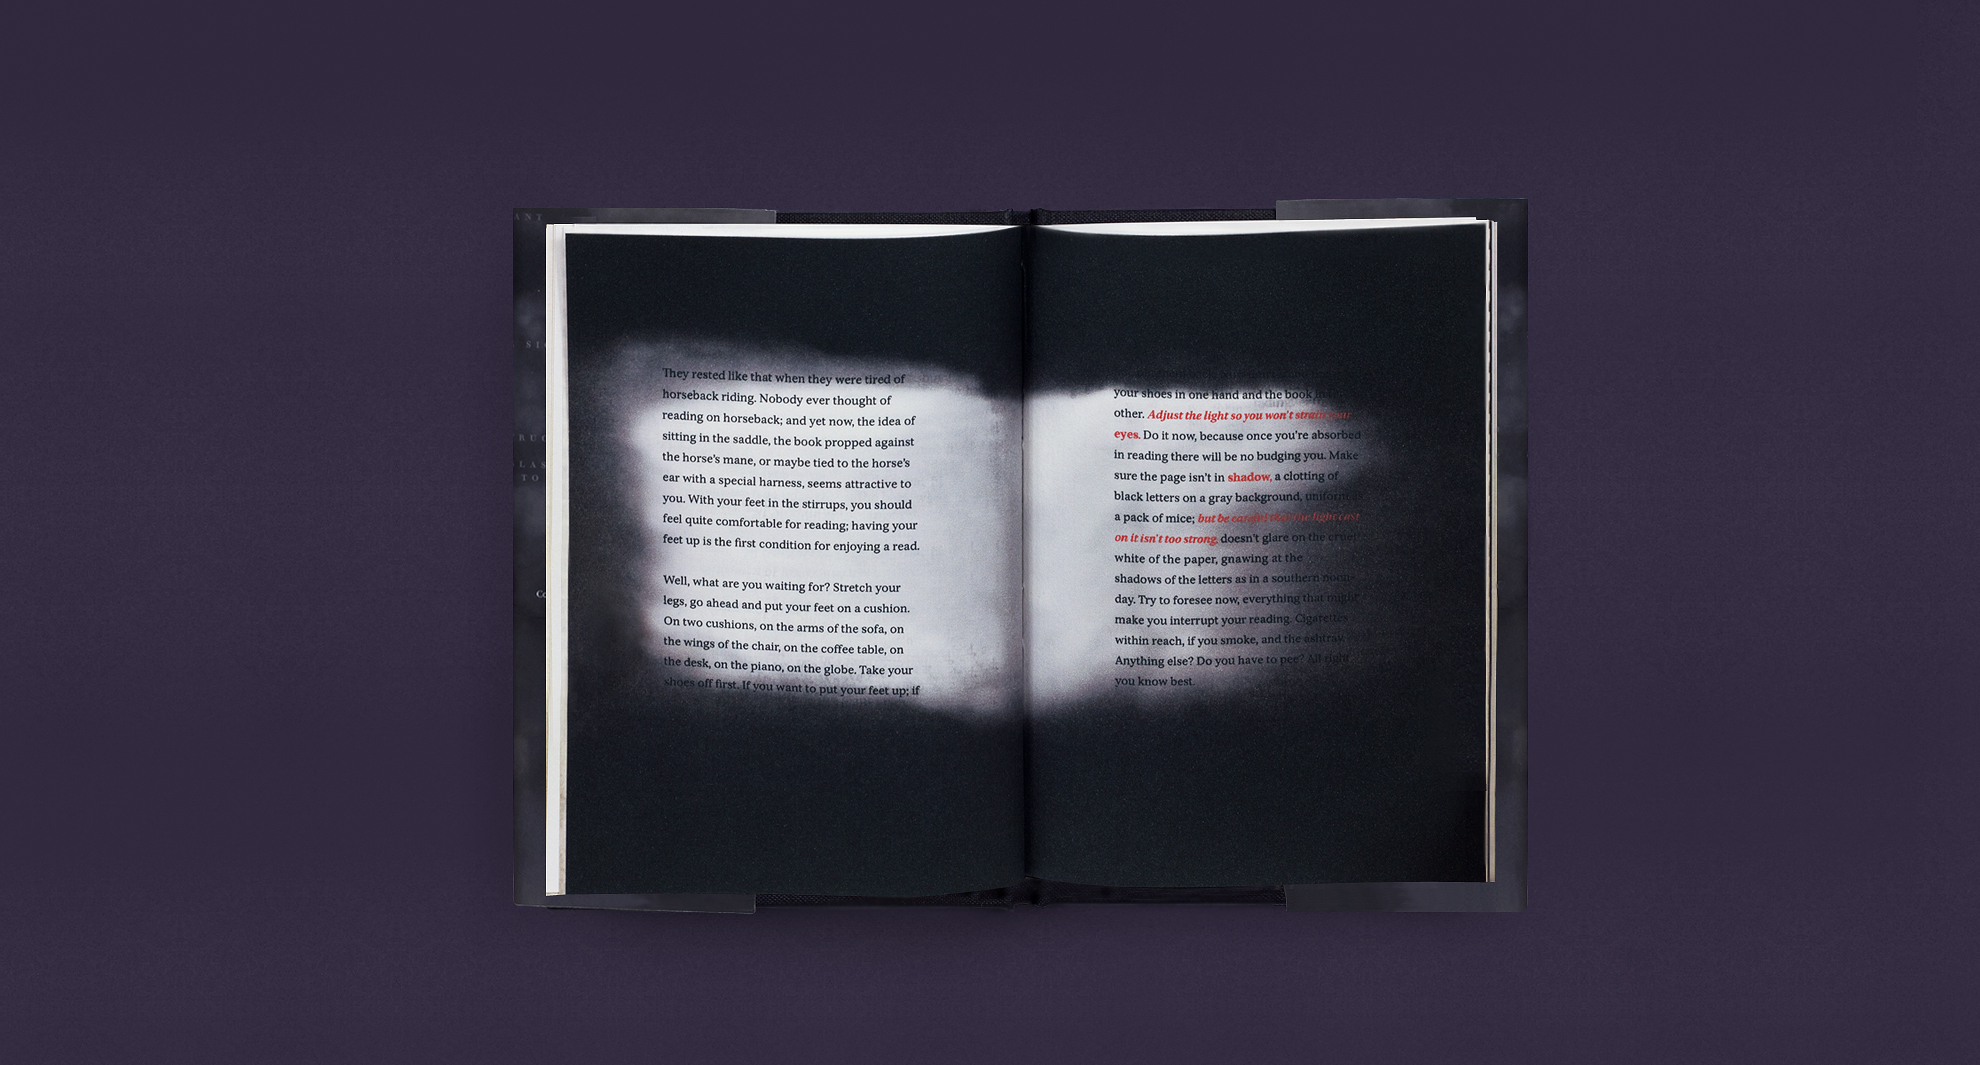 ANT
They rested like that when they were tired of
horseback riding. Nobody ever thought of
reading on horseback; and yet now, the idea of
sitting in the saddle, the book propped against
the horse's mane, or maybe tied to the horse's
ear with a special harness, seems attractive to
you. With your feet in the stirrups, you should
feel quite comfortable for reading; having your
feet up is the first condition for enjoying a read.
Well, what are you waiting for? Stretch your
legs, go ahead and put your feet on a cushion.
On two cushions, on the arms of the sofa, on
the wings of the chair, on the coffee table, on
the desk, on the piano, on the globe. Take your
shoes off first. If you want to put your feet up; if
your shoes in one hand and the book in
other. Adjust the light so you won't strain your
eyes. Do it now, because once you're absorbed
in reading there will be no budging you. Make
sure the page isn't in shadow, a clotting of
black letters on a gray background, uniform as
a pack of mice; but be careful that the light cast
on it isn't too strong, doesn't glare on the cruel
white of the paper, gnawing at the
shadows of the letters as in a southern noon-
day. Try to foresee now, everything that might
make you interrupt your reading. Cigarettes
within reach, if you smoke, and the ashtray.
Anything else? Do you have to pee? All right
you know best.